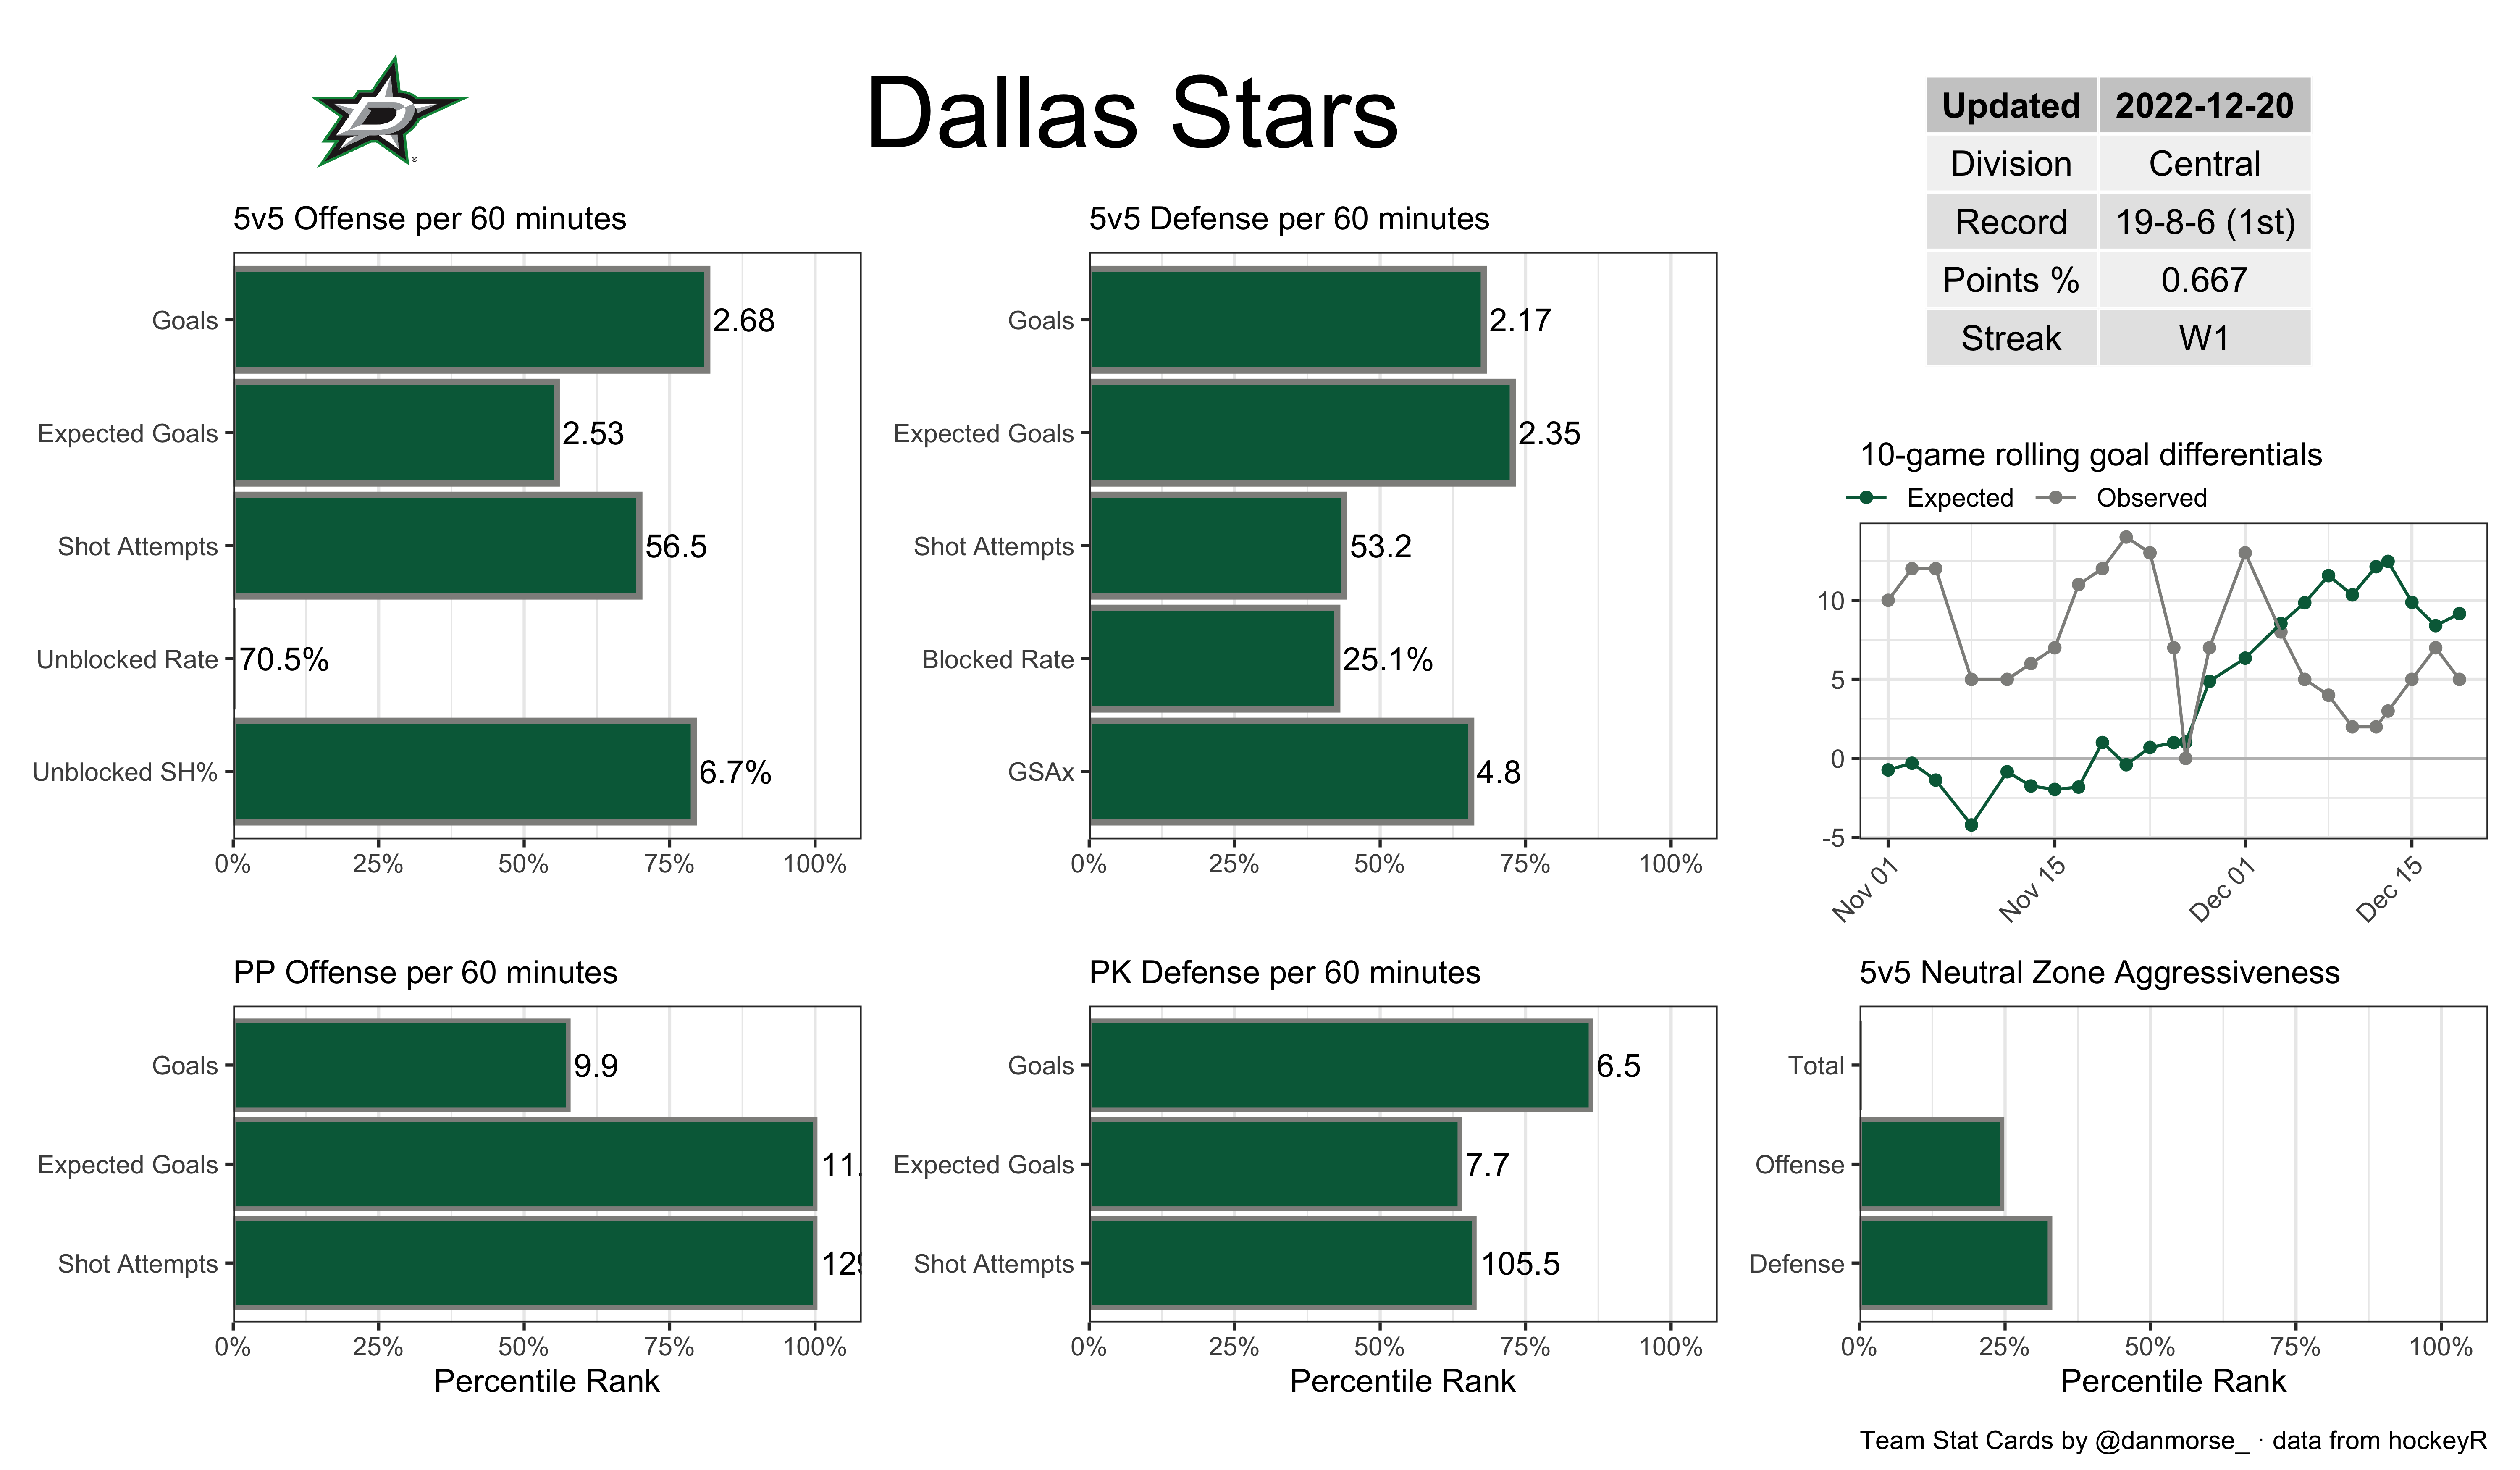 Dallas Stars
Updated 2022-12-20
Division Central
Record 19-8-6 (1st)
Points % 0.667
Streak W1
5v5 Offense per 60 minutes
Goals 2.68
Expected Goals 2.53
Shot Attempts 56.5
Unblocked Rate 70.5%
Unblocked SH% 6.7%
0% 25% 50% 75% 100%
5v5 Defense per 60 minutes
Goals 2.17
Expected Goals 2.35
Shot Attempts 53.2
Blocked Rate 25.1%
GSAx 4.8
0% 25% 50% 75% 100%
10-game rolling goal differentials
Expected Observed
10
5
0
-5
Nov 01 Nov 15 Dec 01 Dec 15
PP Offense per 60 minutes
Goals 9.9
Expected Goals 11.
Shot Attempts 129
0% 25% 50% 75% 100%
Percentile Rank
PK Defense per 60 minutes
Goals 6.5
Expected Goals 7.7
Shot Attempts 105.5
0% 25% 50% 75% 100%
Percentile Rank
5v5 Neutral Zone Aggressiveness
Total
Offense
Defense
0% 25% 50% 75% 100%
Percentile Rank
Team Stat Cards by @danmorse_ · data from hockeyR